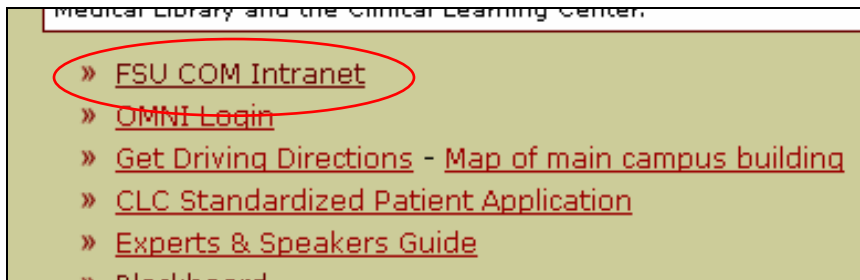 Medical Library and the Clinical Learning Center.
» FSU COM Intranet
» OMNI Login
» Get Driving Directions - Map of main campus building
» CLC Standardized Patient Application
» Experts & Speakers Guide
» Blackboard